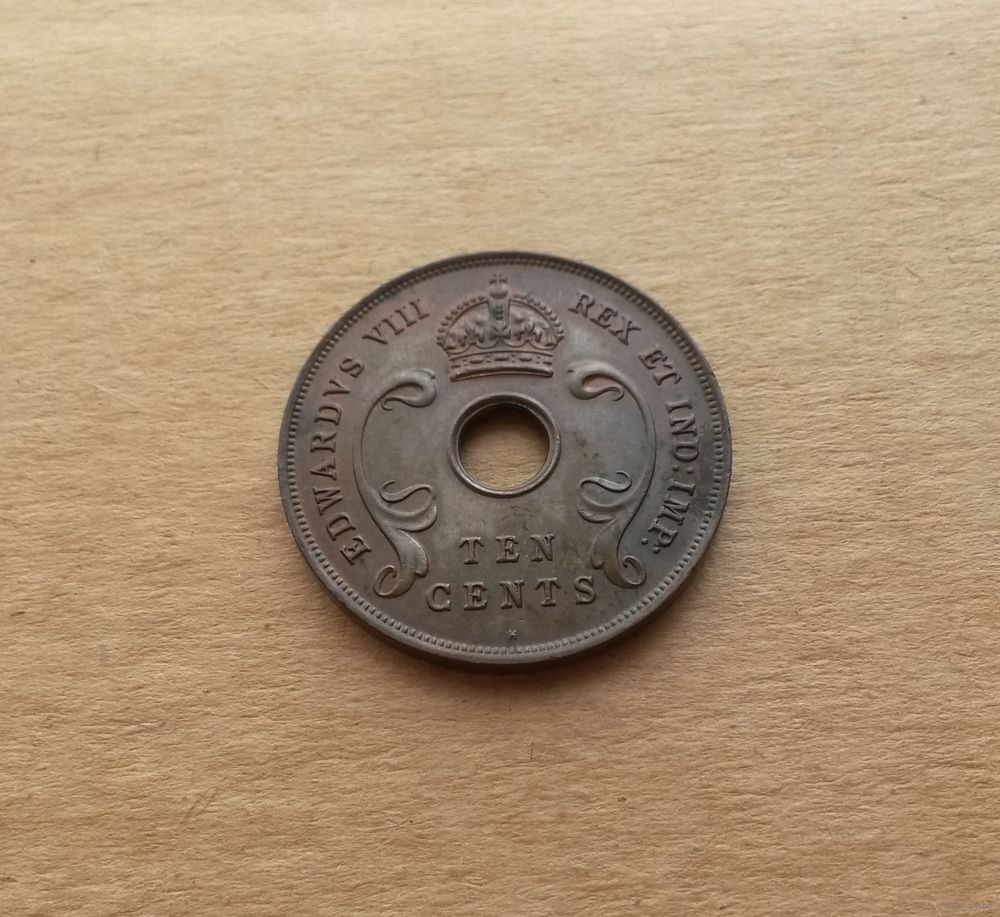 EDWARDVS VIII REX ET IND: IMP.
TEN
CENTS
H